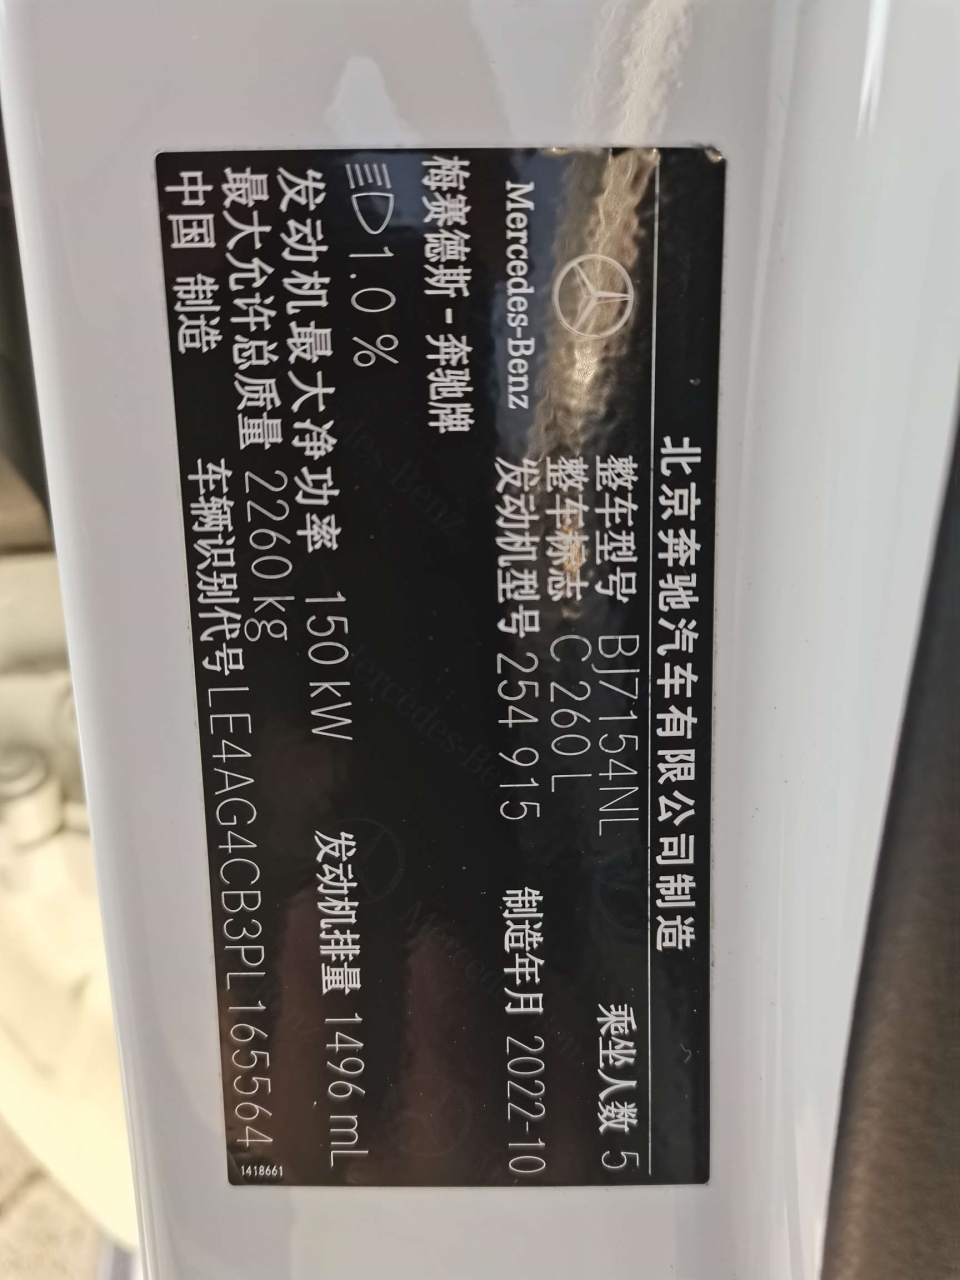 北京奔驰汽车有限公司制造
Mercedes-Benz
整车型号 BJ7154NL 乘坐人数 5
整车标志 C 260 L
发动机型号 254 915 制造年月 2022-10
梅赛德斯-奔驰牌
1.0 %
发动机最大净功率 150 kW 发动机排量 1496 mL
最大允许总质量 2260 kg
中国 制造 车辆识别代号 LE4AG4CB3PL165564
1418661